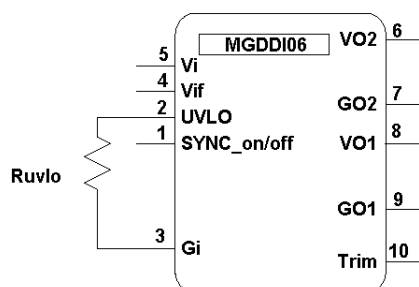 MGDDI06
5 Vi
4 Vif
2 UVLO
1 SYNC_on/off
Ruvlo
3 Gi
VO2 6
GO2 7
VO1 8
GO1 9
Trim 10